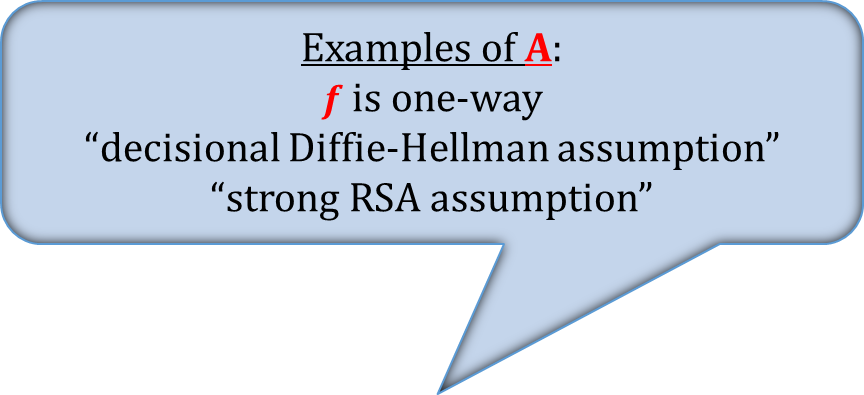 Examples of A:
f is one-way
“decisional Diffie-Hellman assumption”
“strong RSA assumption”